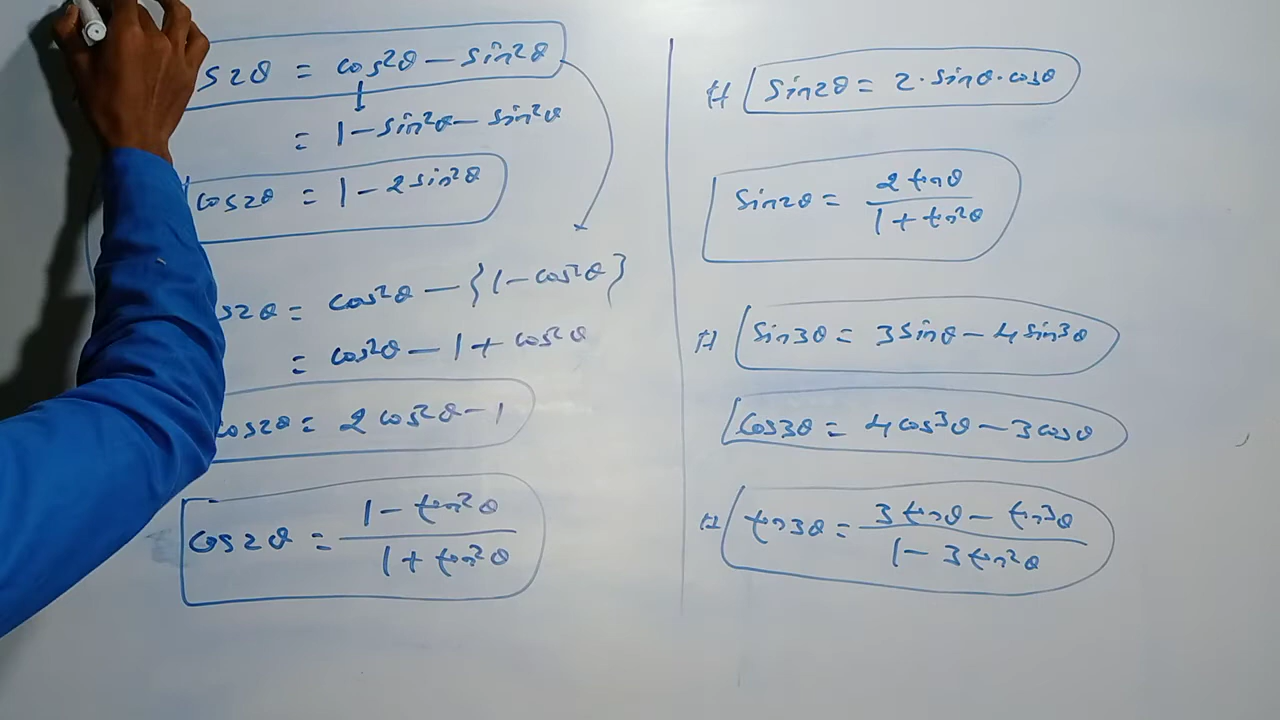 s2θ = cos²θ - sin²θ
= 1 - sin²θ - sin²θ
cos2θ = 1 - 2sin²θ
s2θ = cos²θ - {1 - cos²θ}
= cos²θ - 1 + cos²θ
cos2θ = 2cos²θ - 1
cos2θ = (1 - tan²θ) / (1 + tan²θ)
sin2θ = 2·sinθ·cosθ
sin2θ = 2tanθ / (1 + tan²θ)
sin3θ = 3sinθ - 4sin³θ
cos3θ = 4cos³θ - 3cosθ
tan3θ = (3tanθ - tan³θ) / (1 - 3tan²θ)